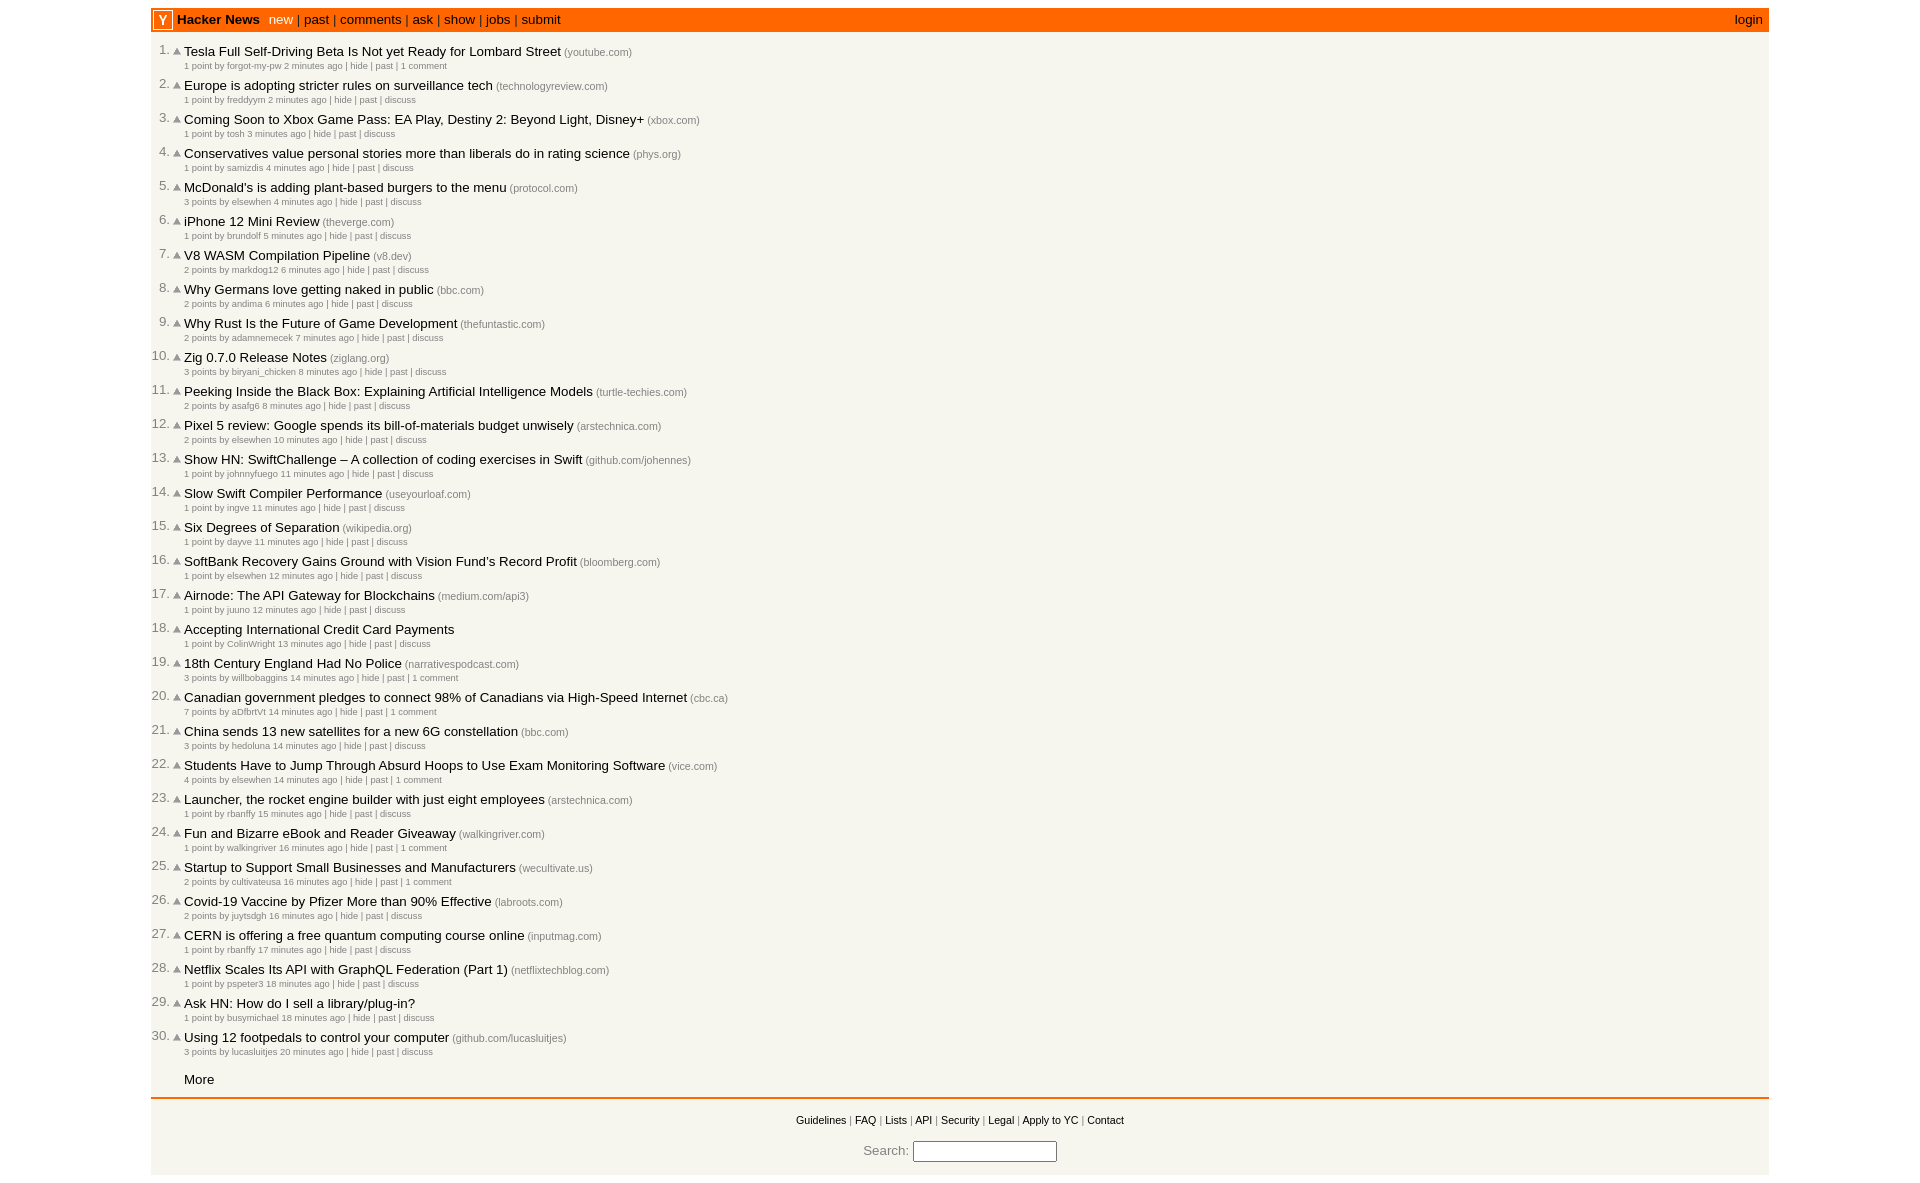 Y Hacker News new | past | comments | ask | show | jobs | submit login
1. Tesla Full Self-Driving Beta Is Not yet Ready for Lombard Street (youtube.com)
1 point by forgot-my-pw 2 minutes ago | hide | past | 1 comment
2. Europe is adopting stricter rules on surveillance tech (technologyreview.com)
1 point by freddyym 2 minutes ago | hide | past | discuss
3. Coming Soon to Xbox Game Pass: EA Play, Destiny 2: Beyond Light, Disney+ (xbox.com)
1 point by tosh 3 minutes ago | hide | past | discuss
4. Conservatives value personal stories more than liberals do in rating science (phys.org)
1 point by samizdis 4 minutes ago | hide | past | discuss
5. McDonald's is adding plant-based burgers to the menu (protocol.com)
3 points by elsewhen 4 minutes ago | hide | past | discuss
6. iPhone 12 Mini Review (theverge.com)
1 point by brundolf 5 minutes ago | hide | past | discuss
7. V8 WASM Compilation Pipeline (v8.dev)
2 points by markdog12 6 minutes ago | hide | past | discuss
8. Why Germans love getting naked in public (bbc.com)
2 points by andima 6 minutes ago | hide | past | discuss
9. Why Rust Is the Future of Game Development (thefuntastic.com)
2 points by adamnemecek 7 minutes ago | hide | past | discuss
10. Zig 0.7.0 Release Notes (ziglang.org)
3 points by biryani_chicken 8 minutes ago | hide | past | discuss
11. Peeking Inside the Black Box: Explaining Artificial Intelligence Models (turtle-techies.com)
2 points by asafg6 8 minutes ago | hide | past | discuss
12. Pixel 5 review: Google spends its bill-of-materials budget unwisely (arstechnica.com)
2 points by elsewhen 10 minutes ago | hide | past | discuss
13. Show HN: SwiftChallenge – A collection of coding exercises in Swift (github.com/johennes)
1 point by johnnyfuego 11 minutes ago | hide | past | discuss
14. Slow Swift Compiler Performance (useyourloaf.com)
1 point by ingve 11 minutes ago | hide | past | discuss
15. Six Degrees of Separation (wikipedia.org)
1 point by dayve 11 minutes ago | hide | past | discuss
16. SoftBank Recovery Gains Ground with Vision Fund's Record Profit (bloomberg.com)
1 point by elsewhen 12 minutes ago | hide | past | discuss
17. Airnode: The API Gateway for Blockchains (medium.com/api3)
1 point by juuno 12 minutes ago | hide | past | discuss
18. Accepting International Credit Card Payments
1 point by ColinWright 13 minutes ago | hide | past | discuss
19. 18th Century England Had No Police (narrativespodcast.com)
3 points by willbobaggins 14 minutes ago | hide | past | 1 comment
20. Canadian government pledges to connect 98% of Canadians via High-Speed Internet (cbc.ca)
7 points by aDfbrtVt 14 minutes ago | hide | past | 1 comment
21. China sends 13 new satellites for a new 6G constellation (bbc.com)
3 points by hedoluna 14 minutes ago | hide | past | discuss
22. Students Have to Jump Through Absurd Hoops to Use Exam Monitoring Software (vice.com)
4 points by elsewhen 14 minutes ago | hide | past | 1 comment
23. Launcher, the rocket engine builder with just eight employees (arstechnica.com)
1 point by rbanffy 15 minutes ago | hide | past | discuss
24. Fun and Bizarre eBook and Reader Giveaway (walkingriver.com)
1 point by walkingriver 16 minutes ago | hide | past | 1 comment
25. Startup to Support Small Businesses and Manufacturers (wecultivate.us)
2 points by cultivateusa 16 minutes ago | hide | past | 1 comment
26. Covid-19 Vaccine by Pfizer More than 90% Effective (labroots.com)
2 points by juytsdgh 16 minutes ago | hide | past | discuss
27. CERN is offering a free quantum computing course online (inputmag.com)
1 point by rbanffy 17 minutes ago | hide | past | discuss
28. Netflix Scales Its API with GraphQL Federation (Part 1) (netflixtechblog.com)
1 point by pspeter3 18 minutes ago | hide | past | discuss
29. Ask HN: How do I sell a library/plug-in?
1 point by busymichael 18 minutes ago | hide | past | discuss
30. Using 12 footpedals to control your computer (github.com/lucasluitjes)
3 points by lucasluitjes 20 minutes ago | hide | past | discuss
More
Guidelines | FAQ | Lists | API | Security | Legal | Apply to YC | Contact
Search: